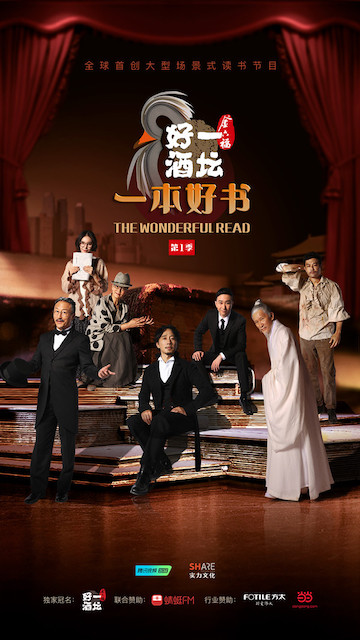 全球首创大型场景式读书节目
金六福
好一
酒坛
一本好书
THE WONDERFUL READ
第1季
腾讯视频
SHARE
实力文化
独家冠名: 好一酒坛 联合赞助: 蜻蜓FM 行业赞助: FOTILE方太 当当